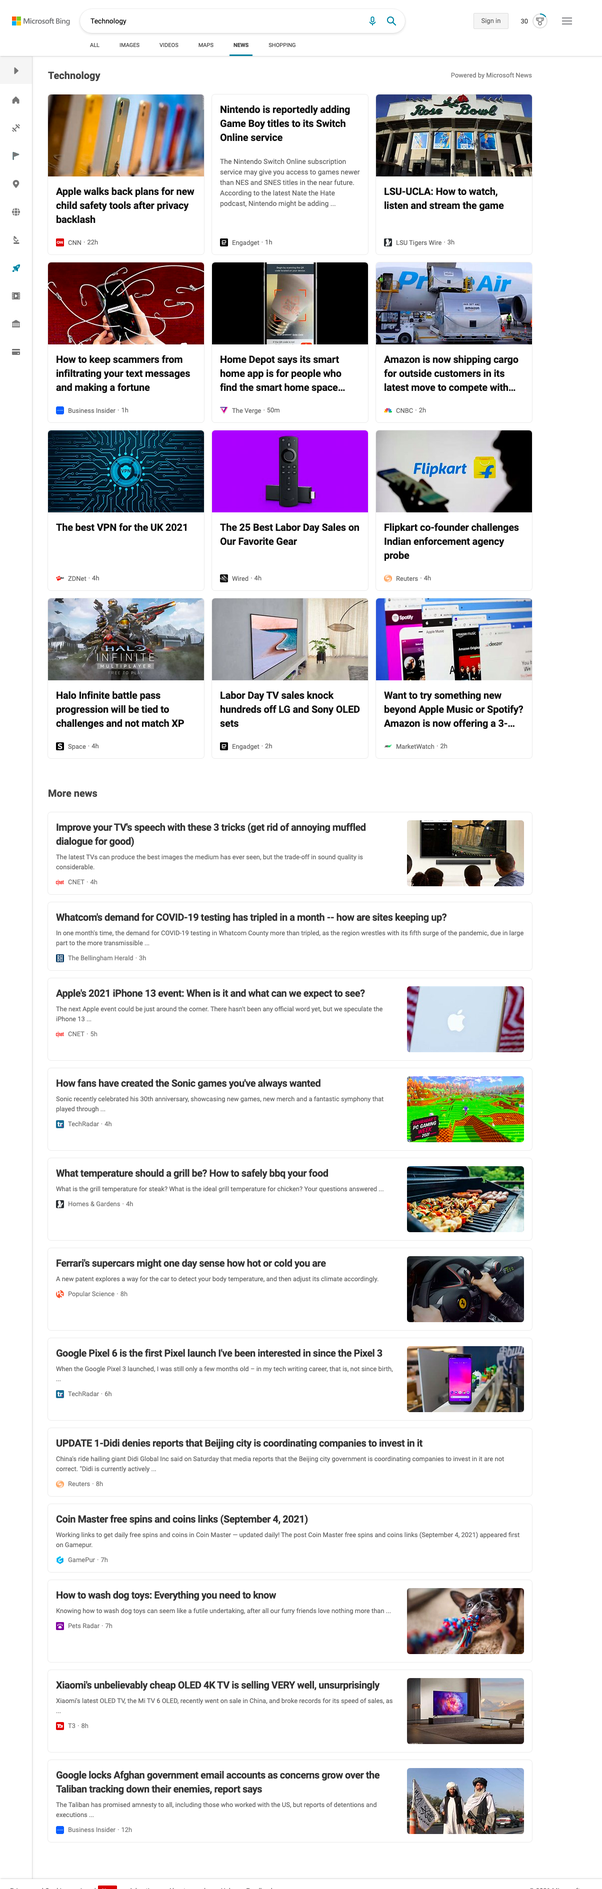 Microsoft Bing
Technology
Sign in
30
ALL
IMAGES
VIDEOS
MAPS
NEWS
SHOPPING
Technology
Powered by Microsoft News
Rose Bowl
Apple walks back plans for new
child safety tools after privacy
backlash
CNN · 22h
Nintendo is reportedly adding
Game Boy titles to its Switch
Online service
The Nintendo Switch Online subscription
service may give you access to games newer
than NES and SNES titles in the near future.
According to the latest Nate the Hate
podcast, Nintendo might be adding ...
Engadget · 1h
LSU-UCLA: How to watch,
listen and stream the game
LSU Tigers Wire · 3h
Pr
Air
How to keep scammers from
infiltrating your text messages
and making a fortune
Business Insider · 1h
Home Depot says its smart
home app is for people who
find the smart home space...
The Verge · 50m
Amazon is now shipping cargo
for outside customers in its
latest move to compete with...
CNBC · 2h
Flipkart
The best VPN for the UK 2021
ZDNet · 4h
The 25 Best Labor Day Sales on
Our Favorite Gear
Wired · 4h
Flipkart co-founder challenges
Indian enforcement agency
probe
Reuters · 4h
HALO
INFINITE
MULTIPLAYER
FREE TO PLAY
Spotify
Apple Music
deezer
Halo Infinite battle pass
progression will be tied to
challenges and not match XP
Space · 4h
Labor Day TV sales knock
hundreds off LG and Sony OLED
sets
Engadget · 2h
Want to try something new
beyond Apple Music or Spotify?
Amazon is now offering a 3-...
MarketWatch · 2h
More news
Improve your TV's speech with these 3 tricks (get rid of annoying muffled
dialogue for good)
The latest TVs can produce the best images the medium has ever seen, but the trade-off in sound quality is
considerable.
CNET · 4h
Whatcom's demand for COVID-19 testing has tripled in a month -- how are sites keeping up?
In one month's time, the demand for COVID-19 testing in Whatcom County more than tripled, as the region wrestles with its fifth surge of the pandemic, due in large
part to the more transmissible ...
The Bellingham Herald · 3h
Apple's 2021 iPhone 13 event: When is it and what can we expect to see?
The next Apple event could be just around the corner. There hasn't been any official word yet, but we speculate the
iPhone 13 ...
CNET · 5h
How fans have created the Sonic games you've always wanted
Sonic recently celebrated his 30th anniversary, showcasing new games, new merch and a fantastic symphony that
played through ...
TechRadar · 4h
PC GAMING
WEEK
2021
What temperature should a grill be? How to safely bbq your food
What is the grill temperature for steak? What is the ideal grill temperature for chicken? Your questions answered ...
Homes & Gardens · 4h
Ferrari's supercars might one day sense how hot or cold you are
A new patent explores a way for the car to detect your body temperature, and then adjust its climate accordingly.
Popular Science · 8h
Google Pixel 6 is the first Pixel launch I've been interested in since the Pixel 3
When the Google Pixel 3 launched, I was still only a few months old – in my tech writing career, that is, not since birth,
...
TechRadar · 6h
UPDATE 1-Didi denies reports that Beijing city is coordinating companies to invest in it
China's ride hailing giant Didi Global Inc said on Saturday that media reports that the Beijing city government is coordinating companies to invest in it are not
correct. "Didi is currently actively ...
Reuters · 8h
Coin Master free spins and coins links (September 4, 2021)
Working links to get daily free spins and coins in Coin Master — updated daily! The post Coin Master free spins and coins links (September 4, 2021) appeared first
on Gamepur.
GamePur · 7h
How to wash dog toys: Everything you need to know
Knowing how to wash dog toys can seem like a futile undertaking, after all our furry friends love nothing more than ...
Pets Radar · 7h
Xiaomi's unbelievably cheap OLED 4K TV is selling VERY well, unsurprisingly
Xiaomi's latest OLED TV, the Mi TV 6 OLED, recently went on sale in China, and broke records for its speed of sales, as
...
T3 · 8h
Google locks Afghan government email accounts as concerns grow over the
Taliban tracking down their enemies, report says
The Taliban has promised amnesty to all, including those who worked with the US, but reports of detentions and
executions ...
Business Insider · 12h